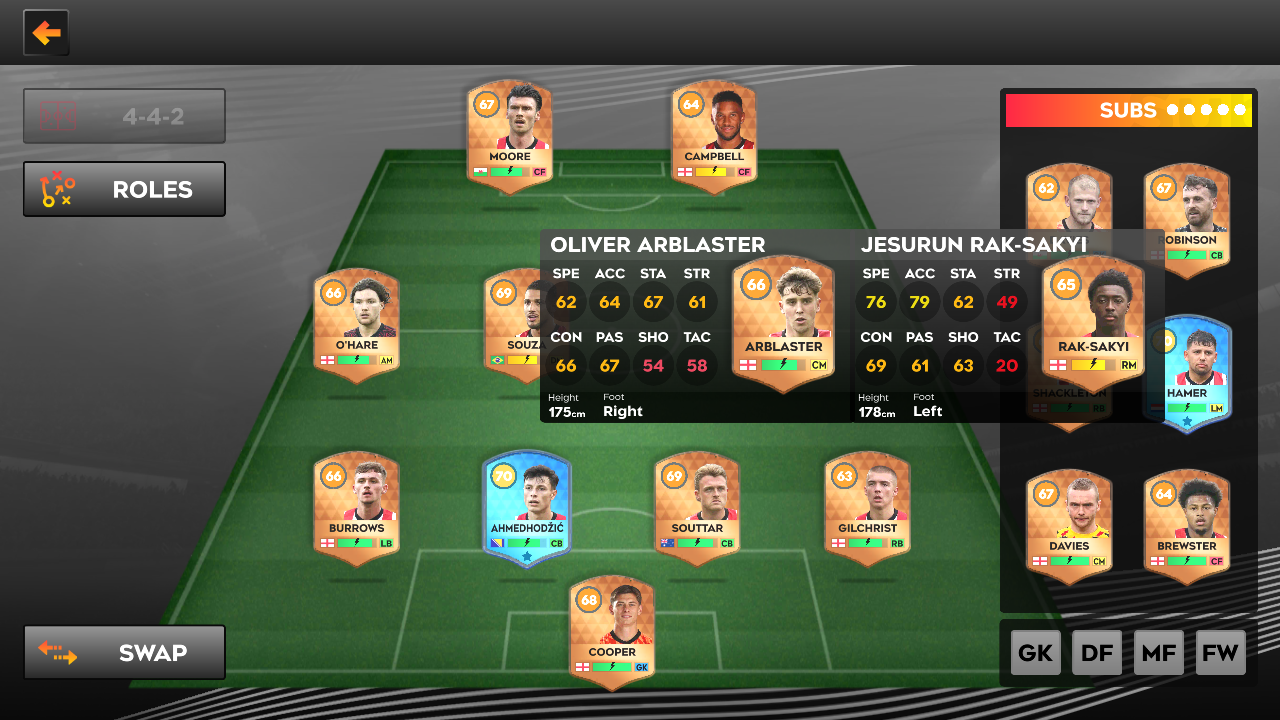 4-4-2
ROLES
SWAP
67
MOORE
CF
64
CAMPBELL
CF
66
O'HARE
AM
69
SOUZA
OLIVER ARBLASTER
SPE ACC STA STR
62 64 67 61
CON PAS SHO TAC
66 67 54 58
Height Foot
175cm Right
66
ARBLASTER
CM
JESURUN RAK-SAKYI
SPE ACC STA STR
76 79 62 49
CON PAS SHO TAC
69 61 63 20
Height Foot
178cm Left
65
RAK-SAKYI
RM
66
BURROWS
LB
70
AHMEDHODŽIĆ
CB
69
SOUTTAR
CB
63
GILCHRIST
RB
68
COOPER
GK
SUBS
62
67
ROBINSON
CB
SHACKLETON
RB
HAMER
LM
67
DAVIES
CM
64
BREWSTER
CF
GK DF MF FW